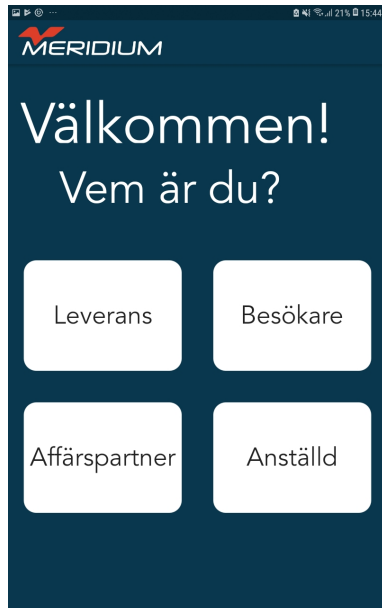 21% 15:44
MERIDIUM
Välkommen!
Vem är du?
Leverans Besökare
Affärspartner Anställd